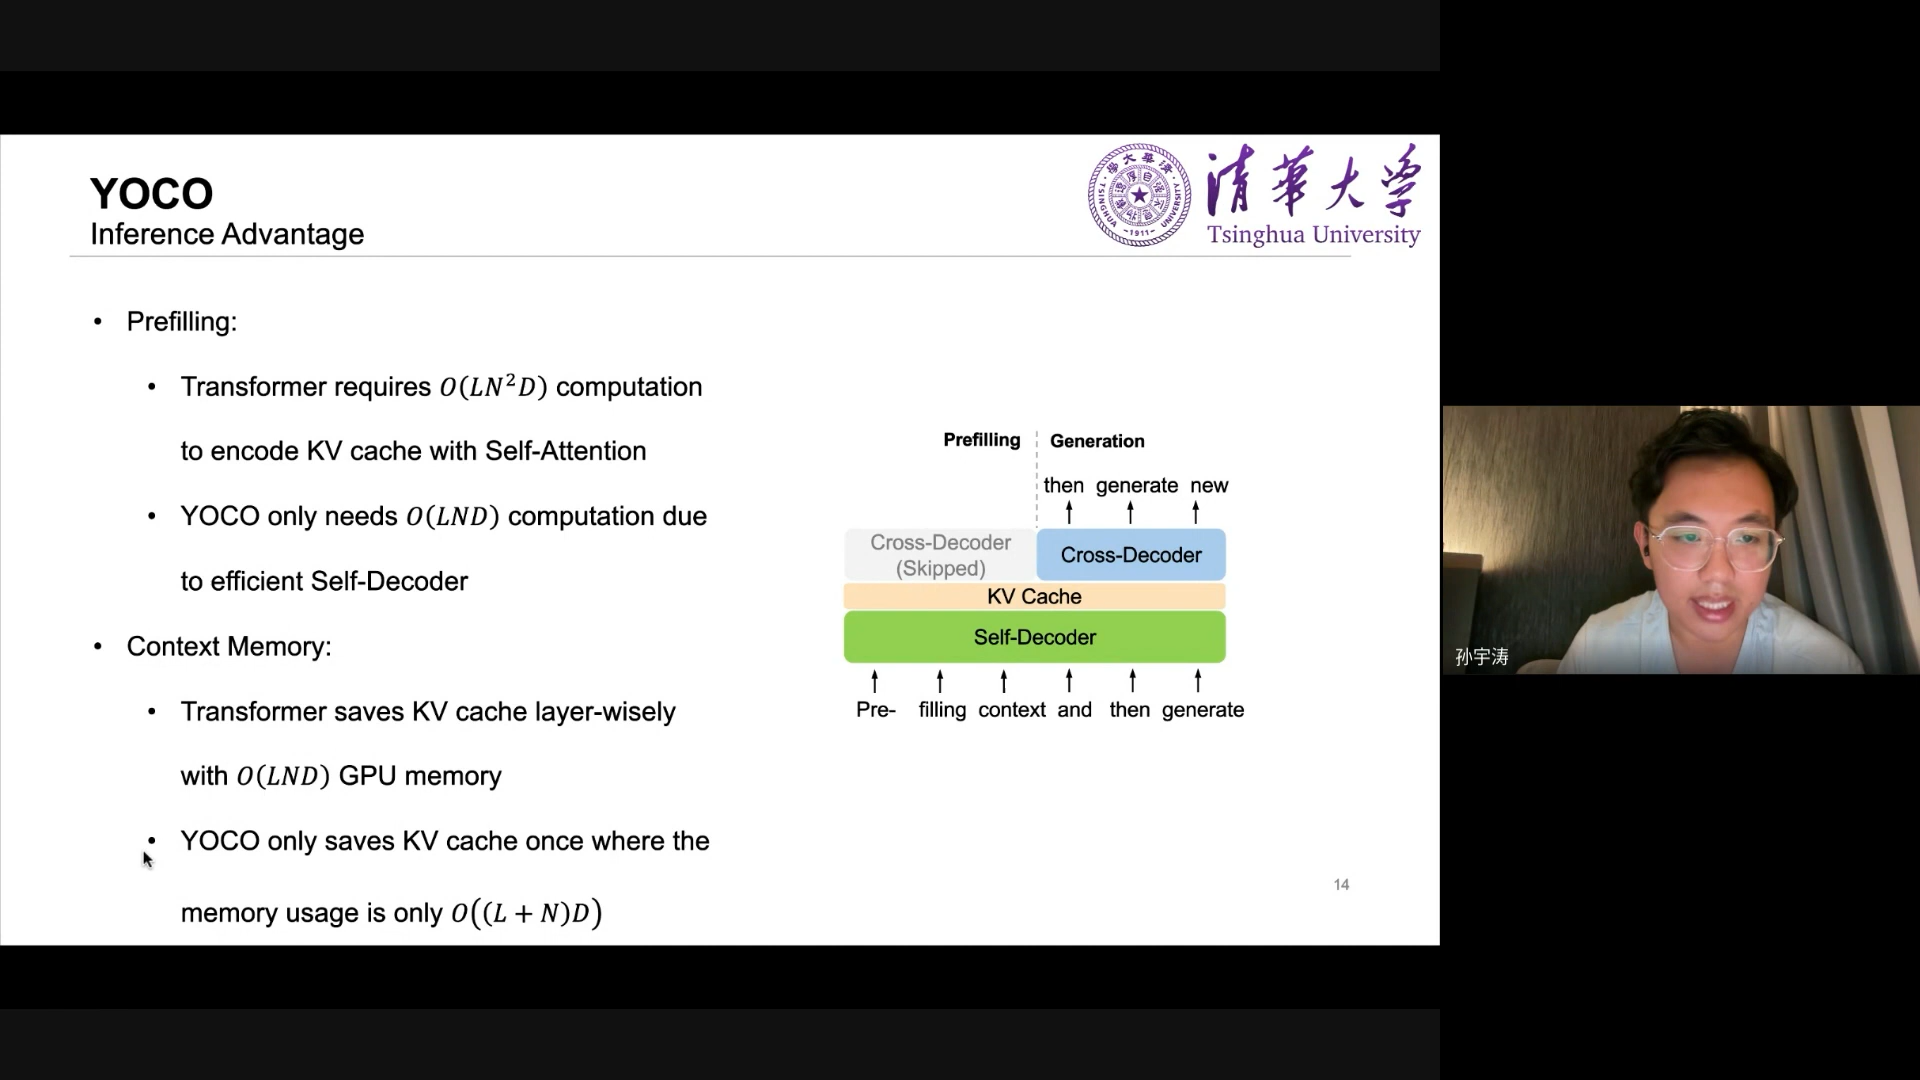 YOCO
Inference Advantage
清華大学
Tsinghua University
TSINGHUA UNIVERSITY
-1911-
• Prefilling:
• Transformer requires O(LN²D) computation
to encode KV cache with Self-Attention
• YOCO only needs O(LND) computation due
to efficient Self-Decoder
• Context Memory:
• Transformer saves KV cache layer-wisely
with O(LND) GPU memory
• YOCO only saves KV cache once where the
memory usage is only O((L + N)D)
Prefilling Generation
then generate new
Cross-Decoder
(Skipped)
Cross-Decoder
KV Cache
Self-Decoder
Pre- filling context and then generate
14
孙宇涛